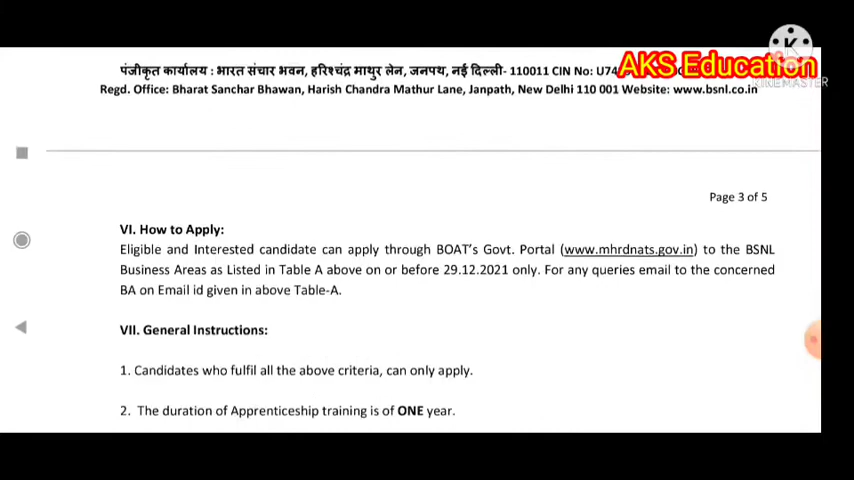 पंजीकृत कार्यालय : भारत संचार भवन, हरिश्चंद्र माथुर लेन, जनपथ, नई दिल्ली- 110011 CIN No: U74
AKS Education
K
KINEMASTER
Regd. Office: Bharat Sanchar Bhawan, Harish Chandra Mathur Lane, Janpath, New Delhi 110 001 Website: www.bsnl.co.in
Page 3 of 5
VI. How to Apply:
Eligible and Interested candidate can apply through BOAT's Govt. Portal (www.mhrdnats.gov.in) to the BSNL
Business Areas as Listed in Table A above on or before 29.12.2021 only. For any queries email to the concerned
BA on Email id given in above Table-A.
VII. General Instructions:
1. Candidates who fulfil all the above criteria, can only apply.
2. The duration of Apprenticeship training is of ONE year.